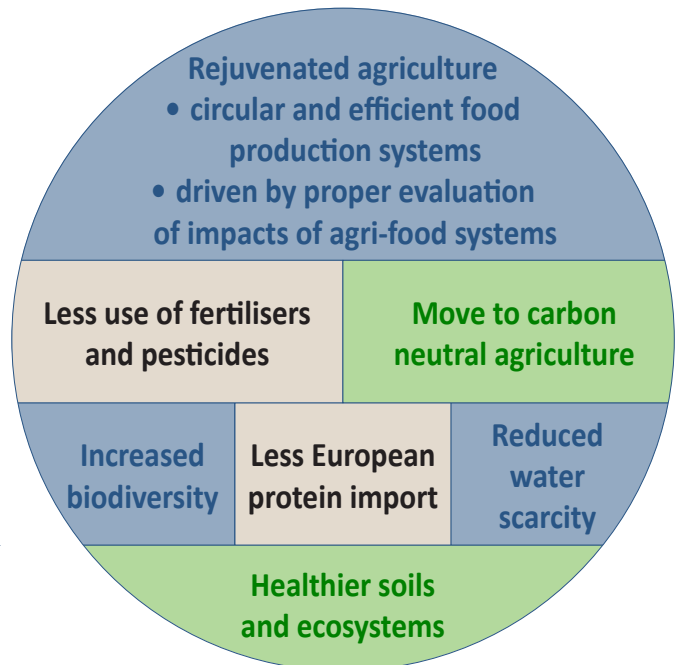 Rejuvenated agriculture
• circular and efficient food
production systems
• driven by proper evaluation
of impacts of agri-food systems
Less use of fertilisers
and pesticides
Move to carbon
neutral agriculture
Increased
biodiversity
Less European
protein import
Reduced
water
scarcity
Healthier soils
and ecosystems